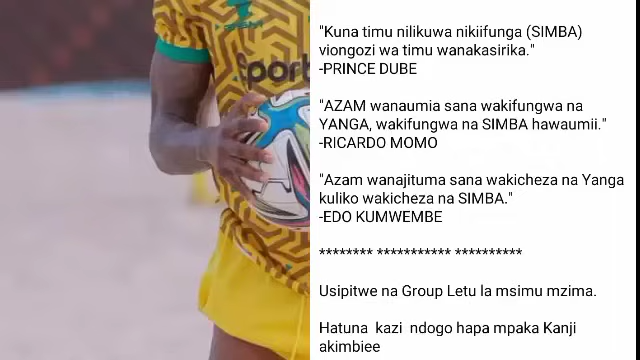 Sport
"Kuna timu nilikuwa nikiifunga (SIMBA)
viongozi wa timu wanakasirika."
-PRINCE DUBE
"AZAM wanaumia sana wakifungwa na
YANGA, wakifungwa na SIMBA hawaumii."
-RICARDO MOMO
"Azam wanajituma sana wakicheza na Yanga
kuliko wakicheza na SIMBA."
-EDO KUMWEMBE
******** *********** **********
Usipitwe na Group Letu la msimu mzima.
Hatuna kazi ndogo hapa mpaka Kanji
akimbiee